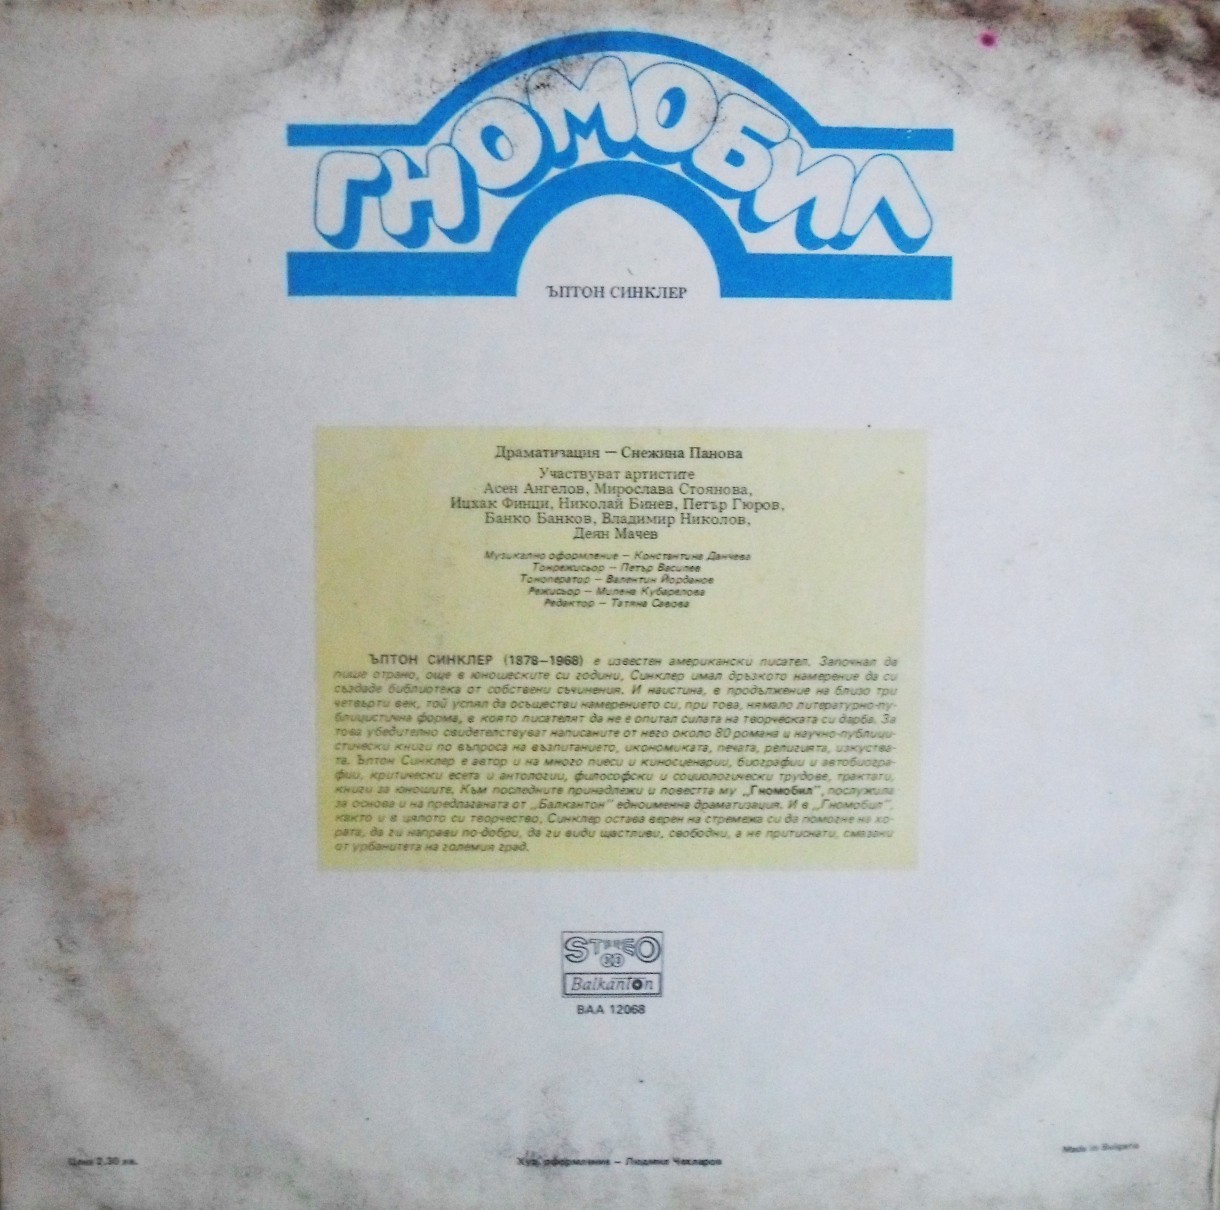 ГНОМОБИЛ
ЪПТОН СИНКЛЕР
Драматизация – Снежина Панова
Участвуват артистите
Асен Ангелов, Мирослава Стоянова,
Ицхак Финци, Николай Бинев, Петър Гюров,
Банко Банков, Владимир Николов,
Деян Мачев
Музикално оформление – Константина Данчева
Тонрежисьор – Петър Василев
Тоноператор – Валентин Йорданов
Режисьор – Милена Кубарелова
Редактор – Татяна Савова
ЪПТОН СИНКЛЕР (1878–1968) е известен американски писател. Започнал да
пише отрано, още в юношеските си години, Синклер имал дръзкото намерение да си
създаде библиотека от собствени съчинения. И наистина, в продължение на близо три
четвърти век, той успял да осъществи намерението си, при това, нямало литературно-пу-
блицистична форма, в която писателят да не е опитал силата на творческата си дарба. За
това убедително свидетелствуват написаните от него около 80 романа и научно-публици-
стически книги по въпроса на възпитанието, икономиката, печата, религията, изкуства-
та. Ъптон Синклер е автор и на много пиеси и киносценарии, биографии и автобиогра-
фии, критически есета и антологии, философски и социологически трудове, трактати,
книги за юношите. Към последните принадлежи и повестта му „Гномобил", послужила
за основа и на предлаганата от „Балкантон" едноименна драматизация. И в „Гномобил",
както и в цялото си творчество, Синклер остава верен на стремежа си да помогне на хо-
рата, да ги направи по-добри, да ги види щастливи, свободни, а не притиснати, смазани
от урбанитета на големия град.
STEREO
33
Balkanton
ВАА 12068
Цена 2,30 лв.
Худ. оформление – Людмил Чехларов
Made in Bulgaria